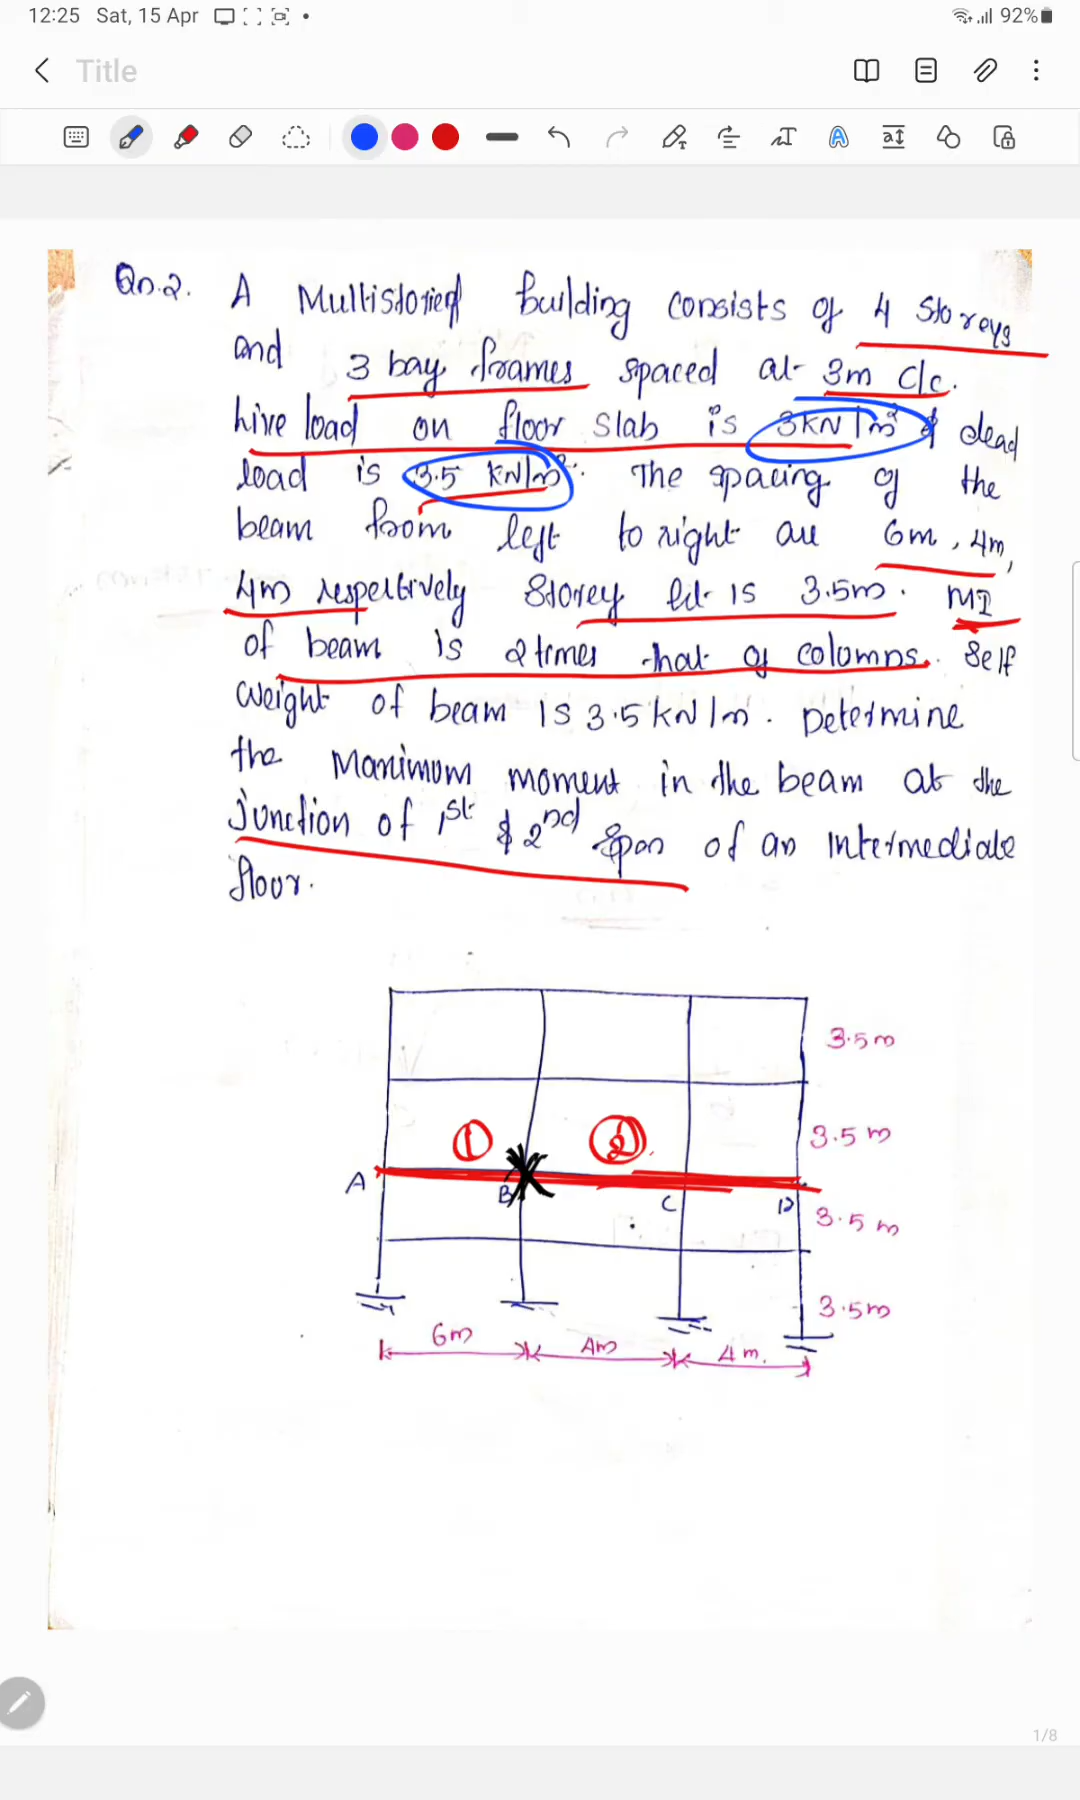 12:25 Sat, 15 Apr
92%
Title
Qn.2. A Multistoried building consists of 4 storeys
and 3 bay frames spaced at 3m c/c.
Live load on floor slab is 3kN/m² & dead
load is 3.5 kN/m². The spacing of the
beam from left to right are 6m, 4m,
4m respectively Storey ht is 3.5m. MI
of beam is 2 times that of columns. Self
weight of beam is 3.5 kN/m. Determine
the Maximum moment in the beam at the
junction of 1st & 2nd span of an intermediate
floor.
3.5m
1 2 3.5m
A B C D 3.5m
3.5m
6m 4m 4m.
1/8